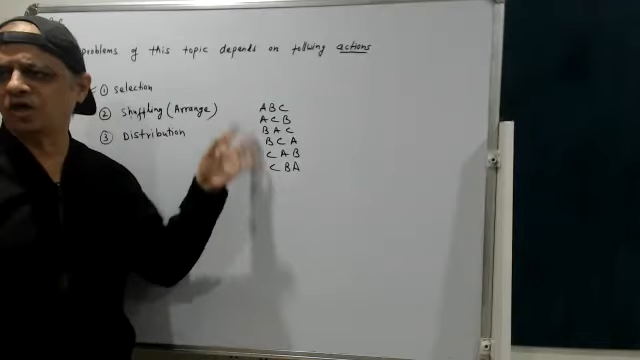 problems of this topic depends on following actions
① selection
② Shuffling (Arrange)
③ Distribution
A B C
A C B
B A C
B C A
C A B
C B A